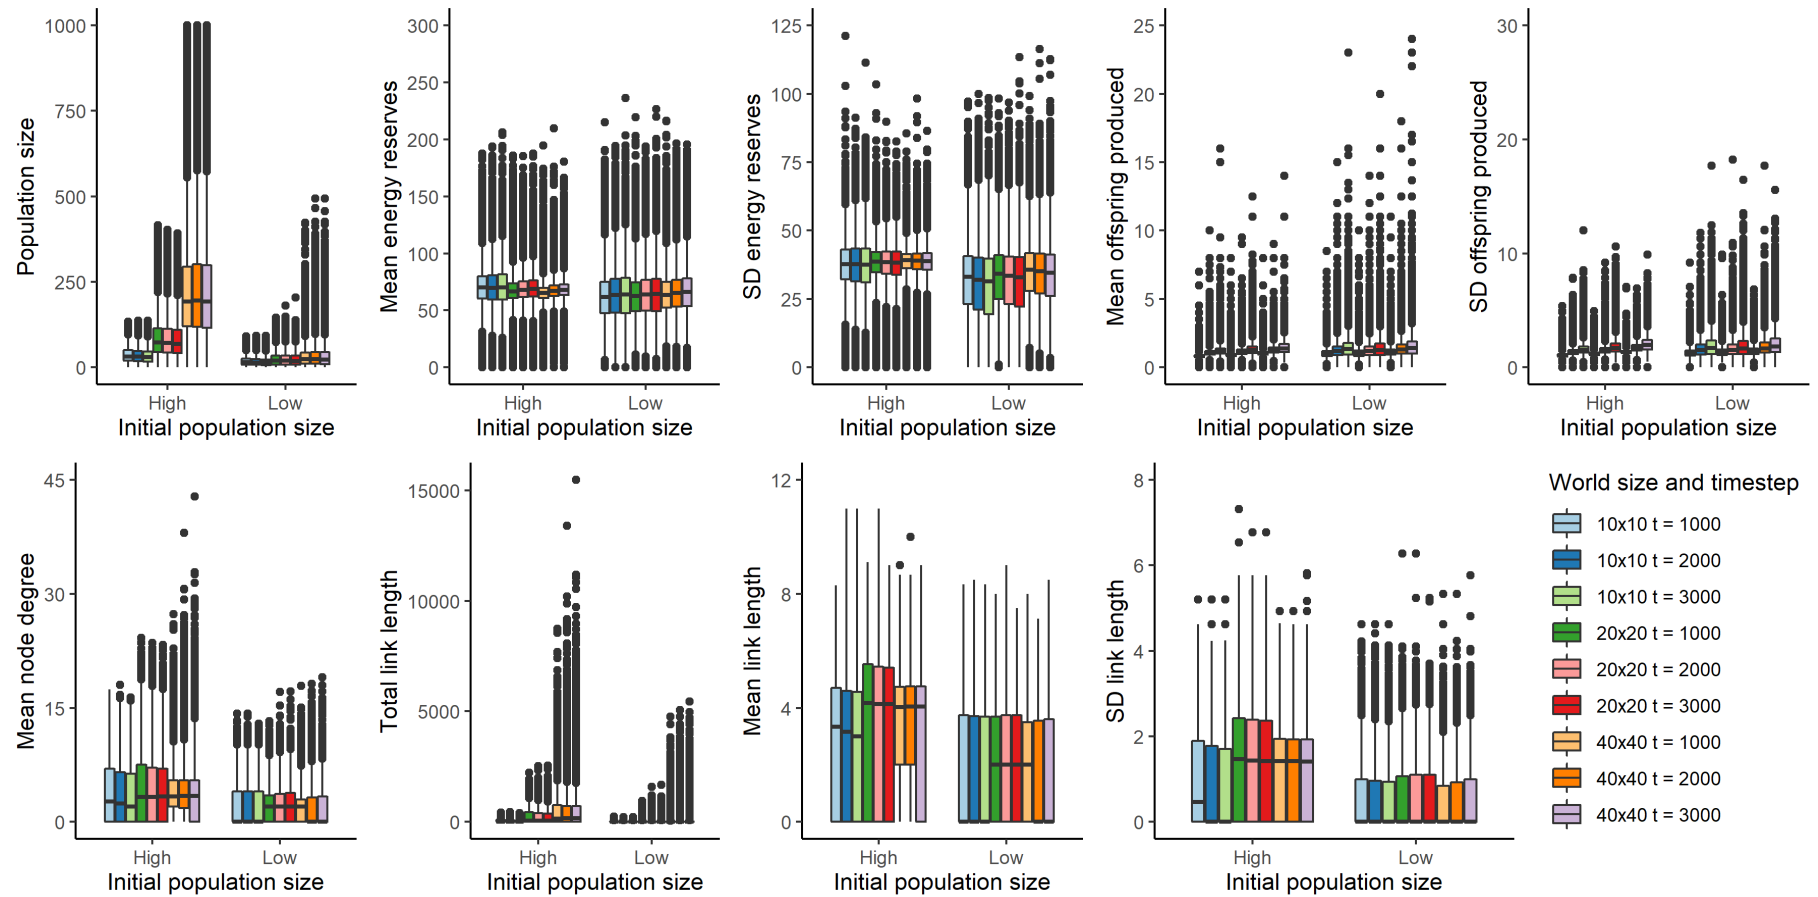 Population size
1000
750
500
250
0
High Low
Initial population size
Mean energy reserves
300
250
200
150
100
50
0
High Low
Initial population size
SD energy reserves
125
100
75
50
25
0
High Low
Initial population size
Mean offspring produced
25
20
15
10
5
0
High Low
Initial population size
SD offspring produced
30
20
10
0
High Low
Initial population size
Mean node degree
45
30
15
0
High Low
Initial population size
Total link length
15000
10000
5000
0
High Low
Initial population size
Mean link length
12
8
4
0
High Low
Initial population size
SD link length
8
6
4
2
0
High Low
Initial population size
World size and timestep
10x10 t = 1000
10x10 t = 2000
10x10 t = 3000
20x20 t = 1000
20x20 t = 2000
20x20 t = 3000
40x40 t = 1000
40x40 t = 2000
40x40 t = 3000